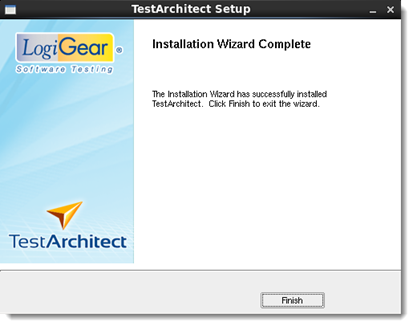 TestArchitect Setup
LogiGear ®
Software Testing
Installation Wizard Complete
The Installation Wizard has successfully installed
TestArchitect. Click Finish to exit the wizard.
TestArchitect
Finish